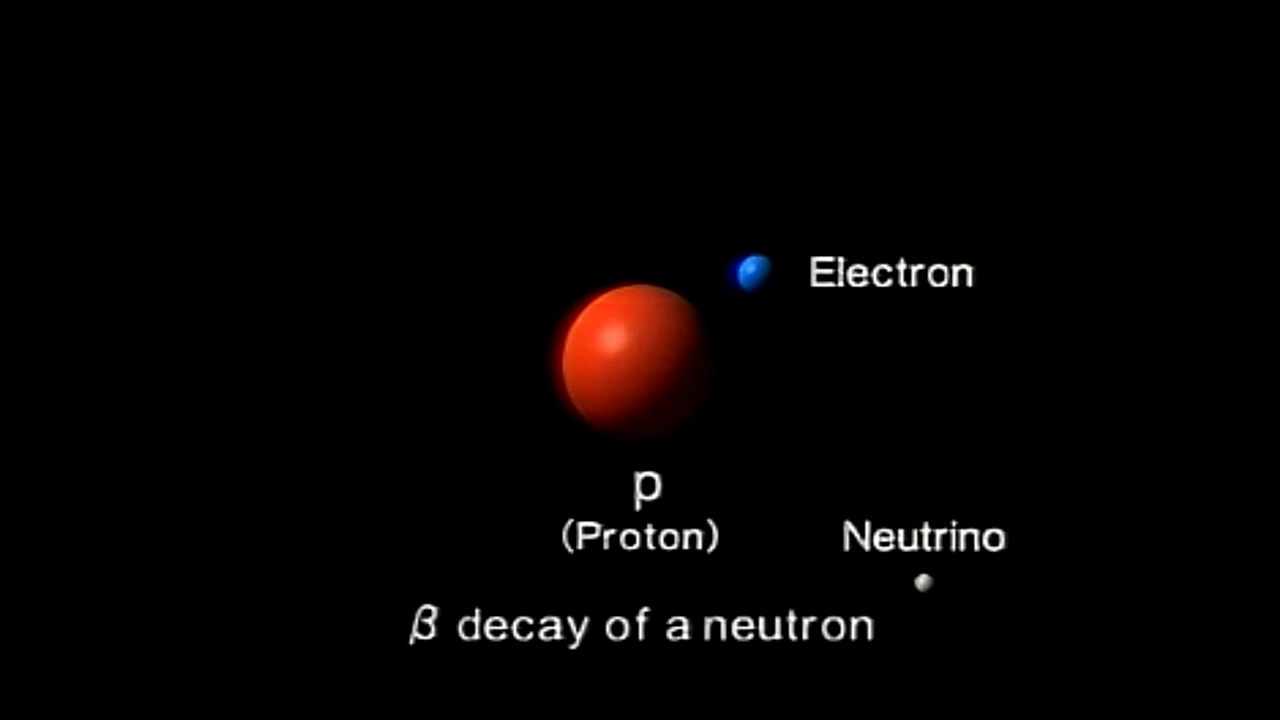 Electron
p
(Proton)
Neutrino
β decay of a neutron